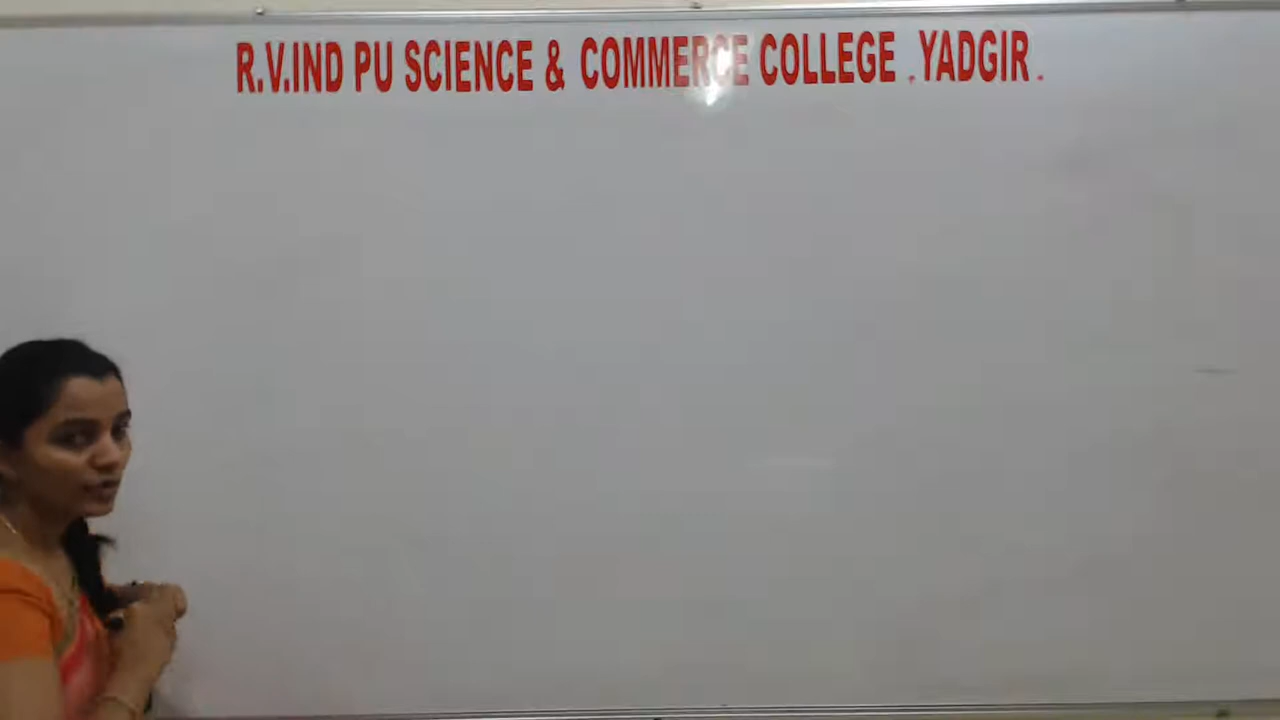 R.V.IND PU SCIENCE & COMMERCE COLLEGE . YADGIR .